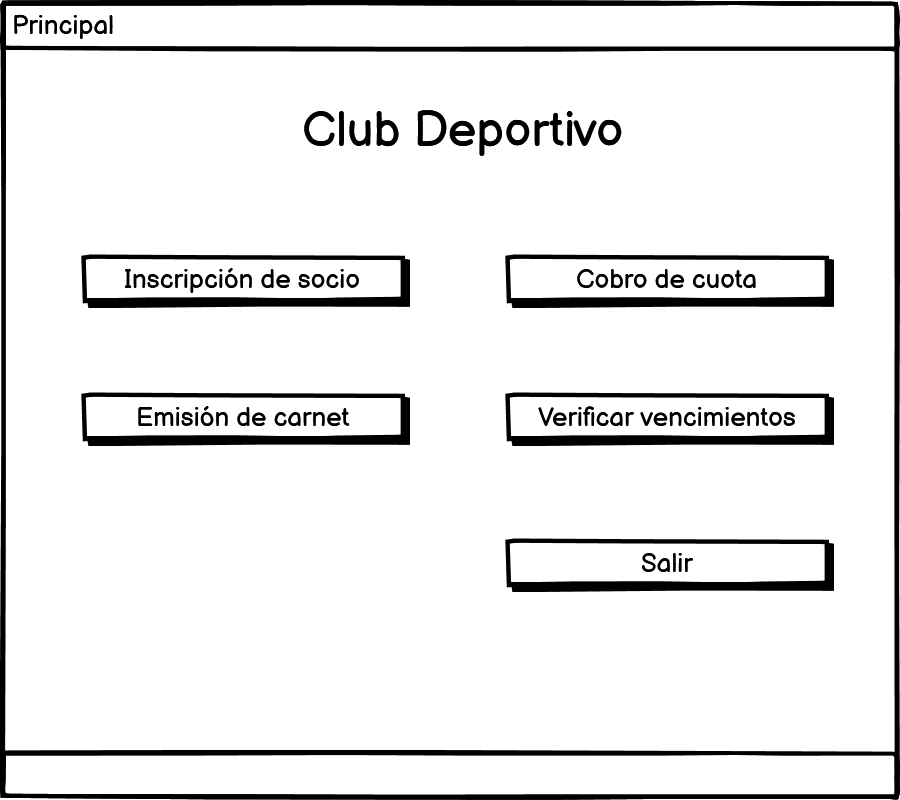 Principal
Club Deportivo
Inscripción de socio
Cobro de cuota
Emisión de carnet
Verificar vencimientos
Salir